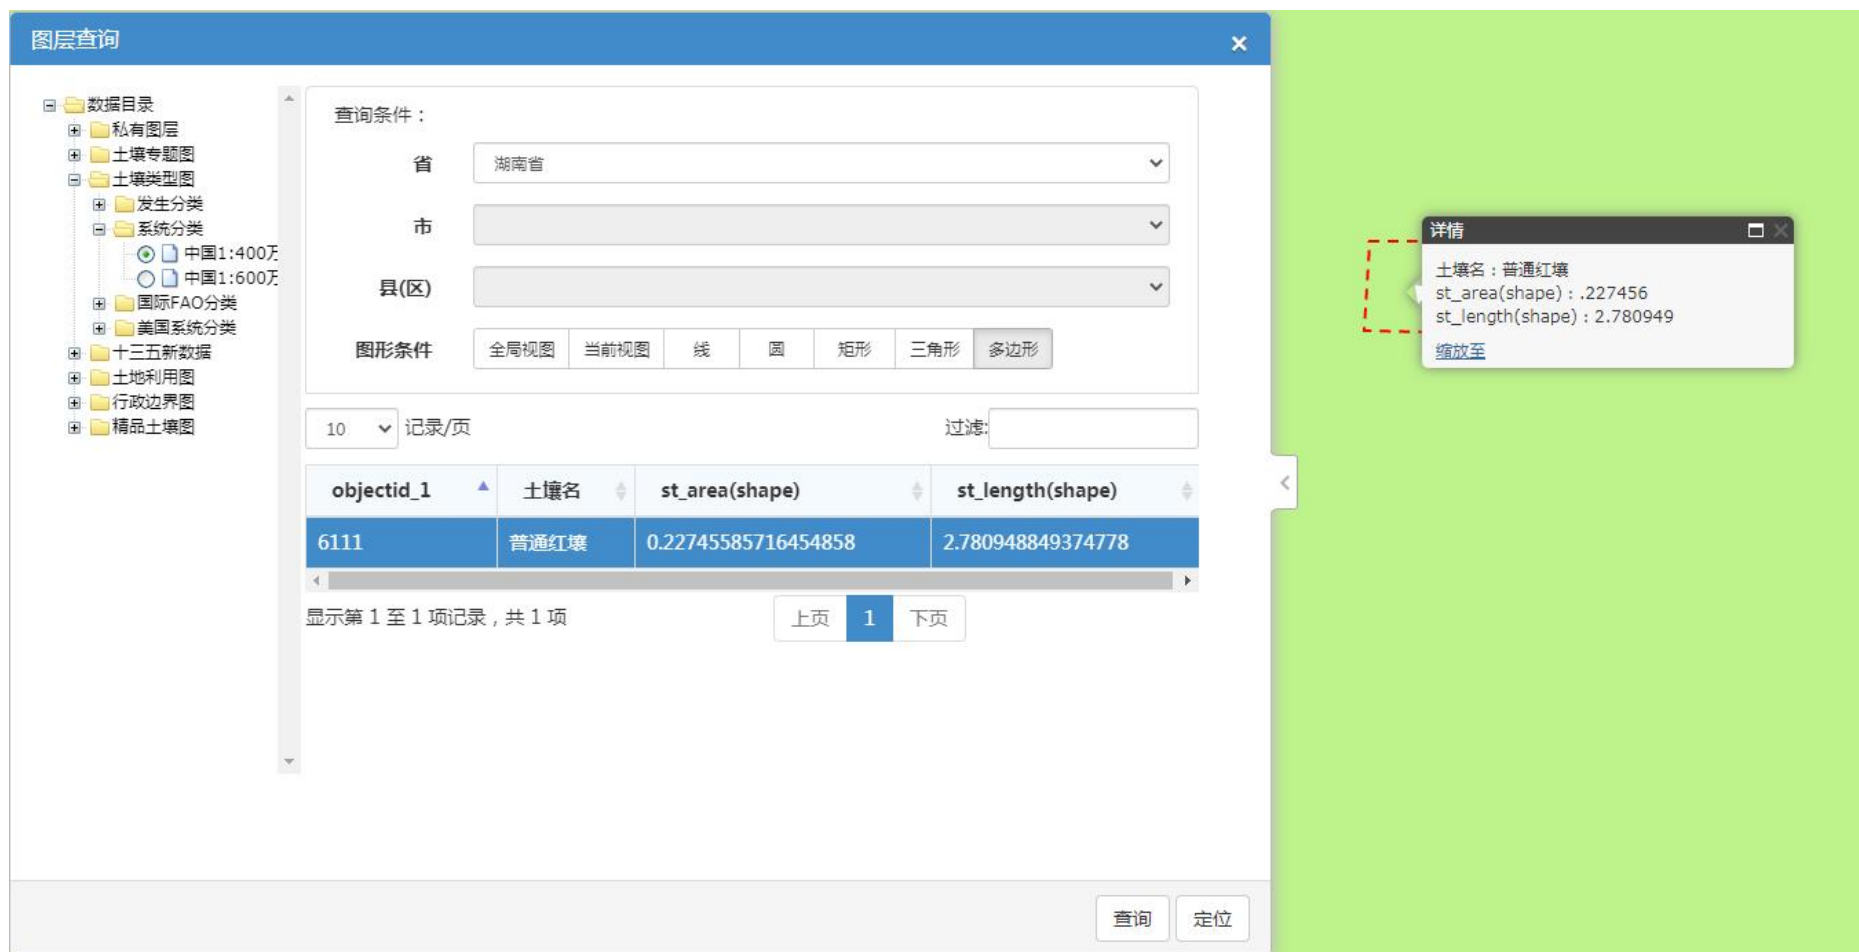 图层查询
×
数据目录
私有图层
土壤专题图
土壤类型图
发生分类
系统分类
中国1:400万
中国1:600万
国际FAO分类
美国系统分类
十三五新数据
土地利用图
行政边界图
精品土壤图
查询条件：
省 湖南省
市
县(区)
图形条件 全局视图 当前视图 线 圆 矩形 三角形 多边形
10 记录/页 过滤:
objectid_1 土壤名 st_area(shape) st_length(shape)
6111 普通红壤 0.22745585716454858 2.780948849374778
显示第 1 至 1 项记录，共 1 项 上页 1 下页
查询 定位
详情
土壤名：普通红壤
st_area(shape)：.227456
st_length(shape)：2.780949
缩放至